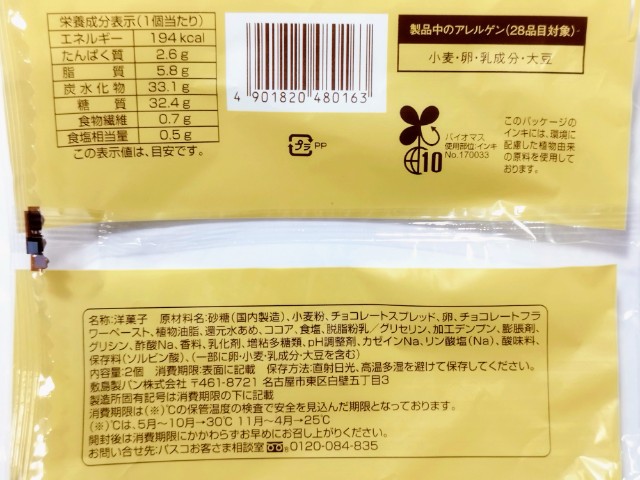 栄養成分表示(1個当たり)
エネルギー 194kcal
たんぱく質 2.6g
脂質 5.8g
炭水化物 33.1g
糖質 32.4g
食物繊維 0.7g
食塩相当量 0.5g
この表示値は、目安です。
4 901820 480163
プラ PP
製品中のアレルゲン(28品目対象)
小麦・卵・乳成分・大豆
10
バイオマス
使用部位:インキ
No.170033
このパッケージの
インキには、環境に
配慮した植物由来
の原料を使用して
おります。
名称:洋菓子 原材料名:砂糖(国内製造)、小麦粉、チョコレートスプレッド、卵、チョコレートフラ
ワーペースト、植物油脂、還元水あめ、ココア、食塩、脱脂粉乳/グリセリン、加工デンプン、膨脹剤、
グリシン、酢酸Na、香料、乳化剤、増粘多糖類、pH調整剤、カゼインNa、リン酸塩(Na)、酸味料、
保存料(ソルビン酸)、(一部に卵・小麦・乳成分・大豆を含む)
内容量:2個 消費期限:表面に記載 保存方法:直射日光、高温多湿を避けて保存してください。
敷島製パン株式会社 〒461-8721 名古屋市東区白壁五丁目3
製造所固有記号は消費期限の下に記載
消費期限は(※)℃の保管温度の検査で安全を見込んだ期限となっております。
(※)℃は、5月〜10月→30℃ 11月〜4月→25℃
開封後は消費期限にかかわらずお早めにお召し上がりください。
お問い合せ先:パスコお客さま相談室 0120-084-835